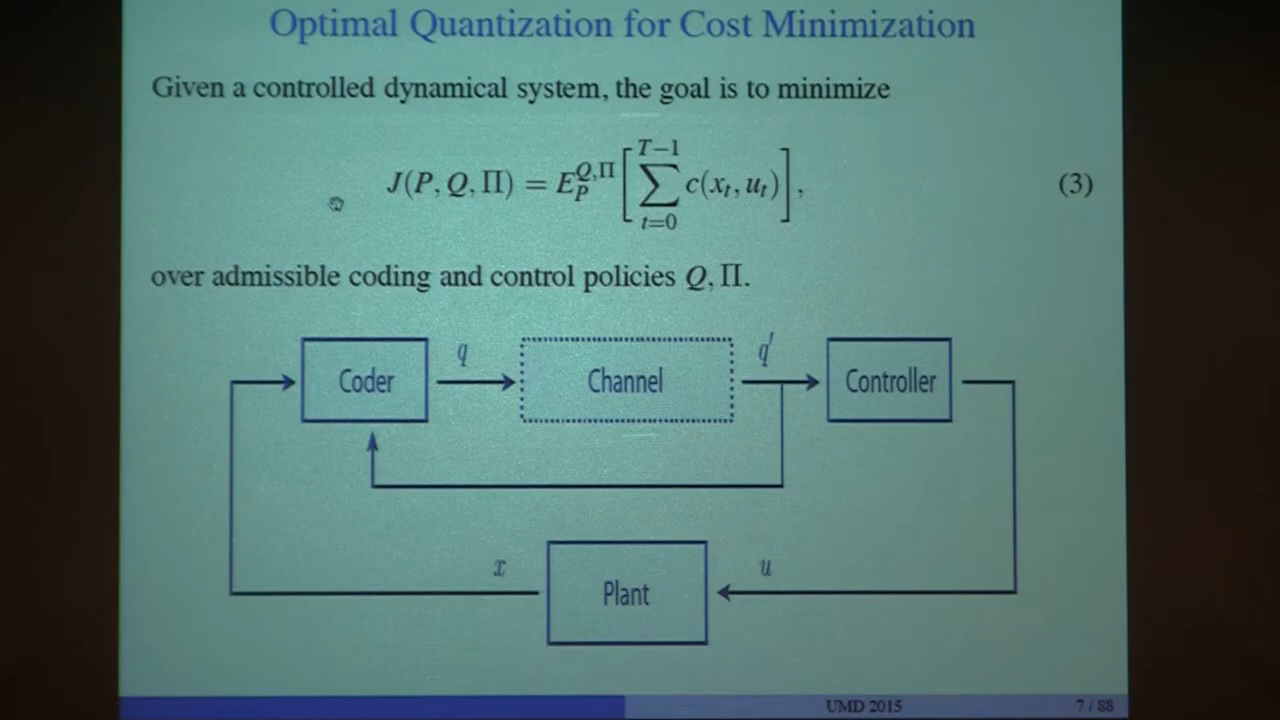 Optimal Quantization for Cost Minimization
Given a controlled dynamical system, the goal is to minimize
J(P, Q, Π) = E_P^{Q,Π} [ ∑_{t=0}^{T−1} c(x_t, u_t) ], (3)
over admissible coding and control policies Q, Π.
q q′
Coder Channel Controller
x u
Plant
UMD 2015 7 / 88